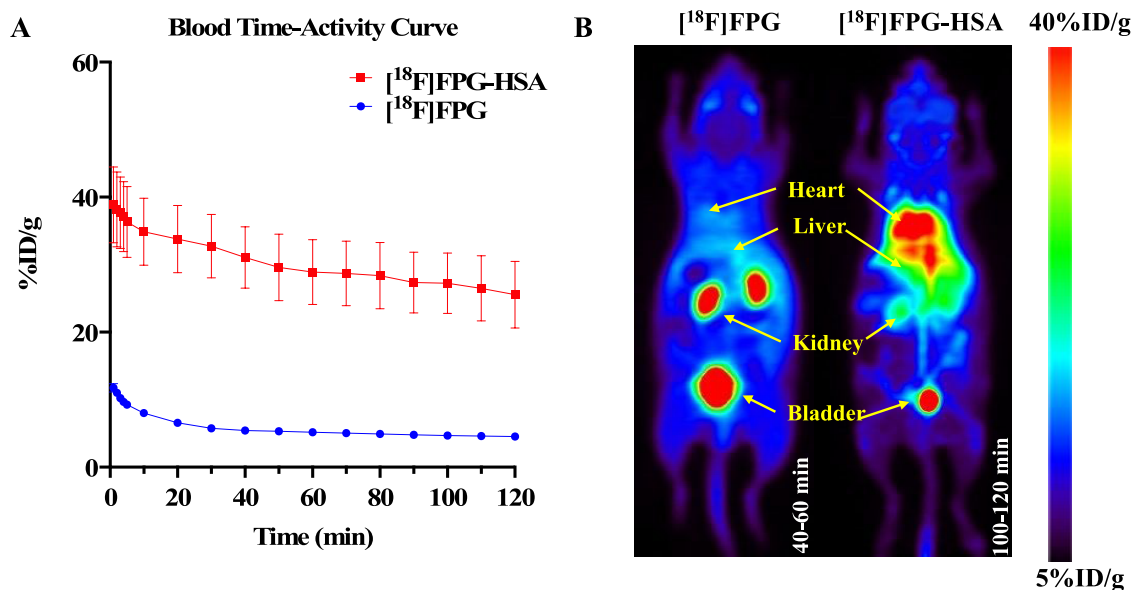 A
Blood Time-Activity Curve
[¹⁸F]FPG-HSA
[¹⁸F]FPG
%ID/g
60
40
20
0
0
20
40
60
80
100
120
Time (min)
B
[¹⁸F]FPG
[¹⁸F]FPG-HSA
40%ID/g
Heart
Liver
Kidney
Bladder
40-60 min
100-120 min
5%ID/g